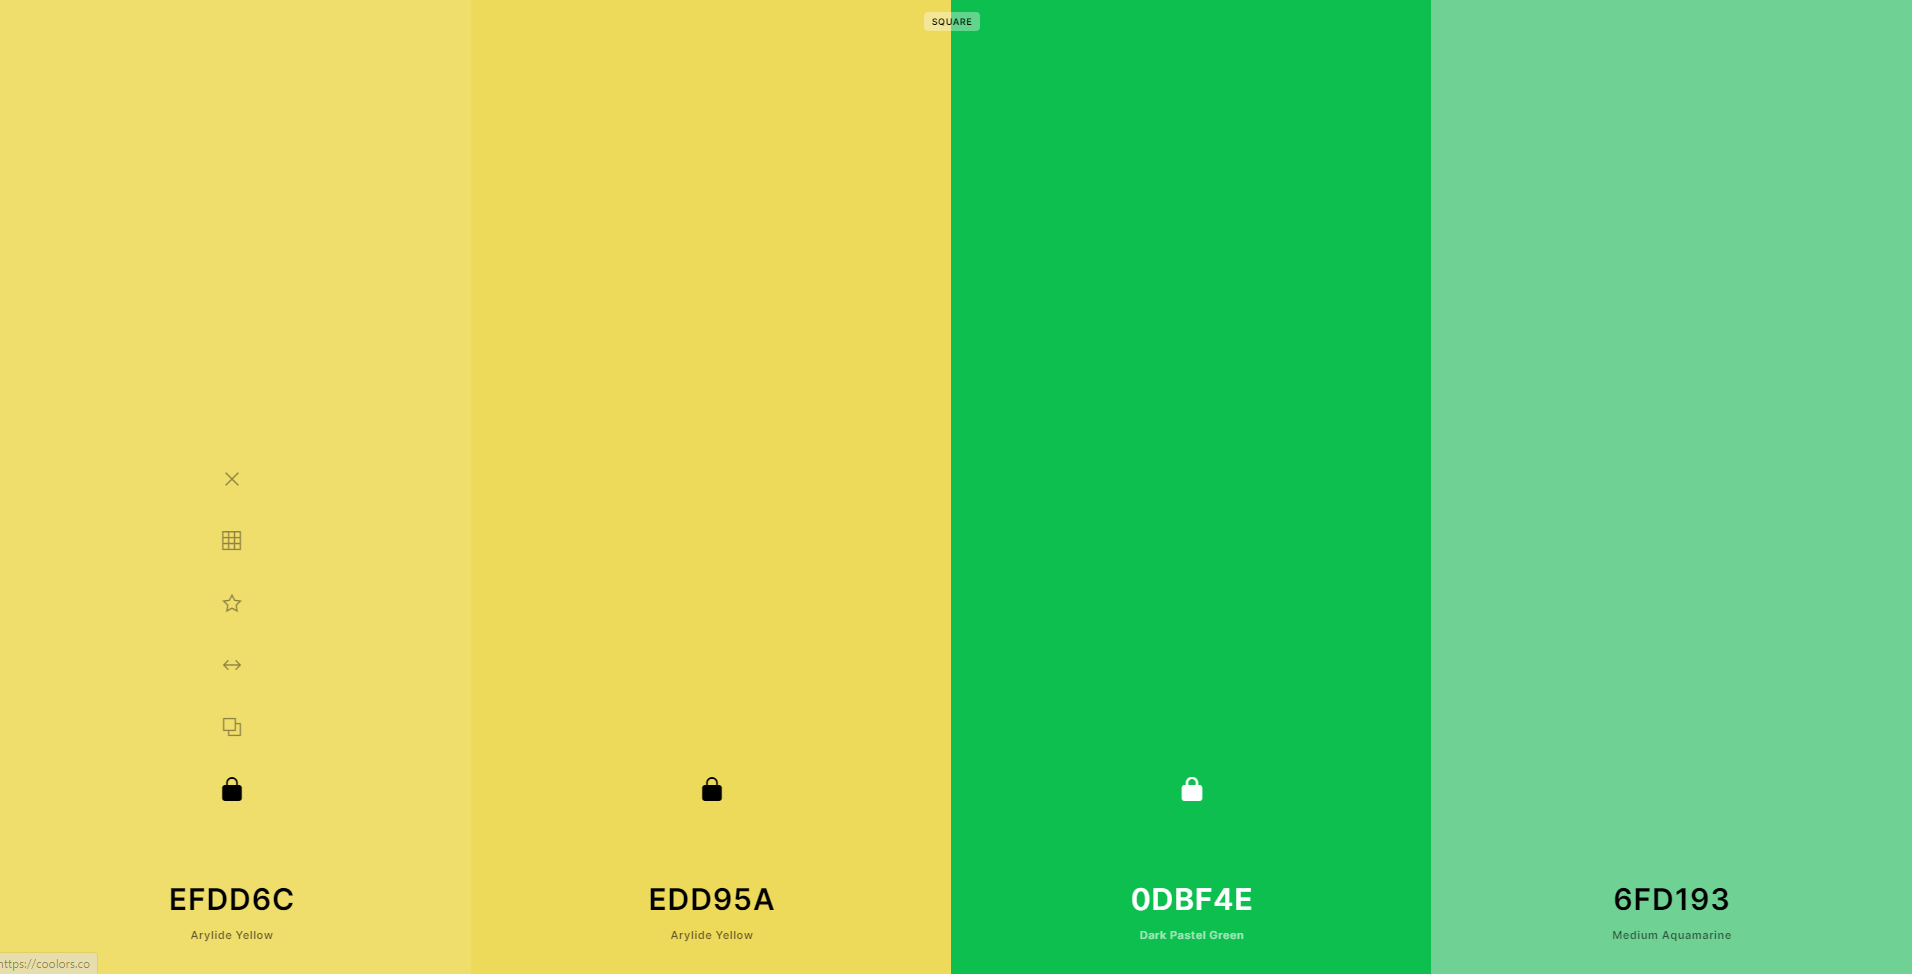 SQUARE
EFDD6C
Arylide Yellow
EDD95A
Arylide Yellow
0DBF4E
Dark Pastel Green
6FD193
Medium Aquamarine
https://coolors.co